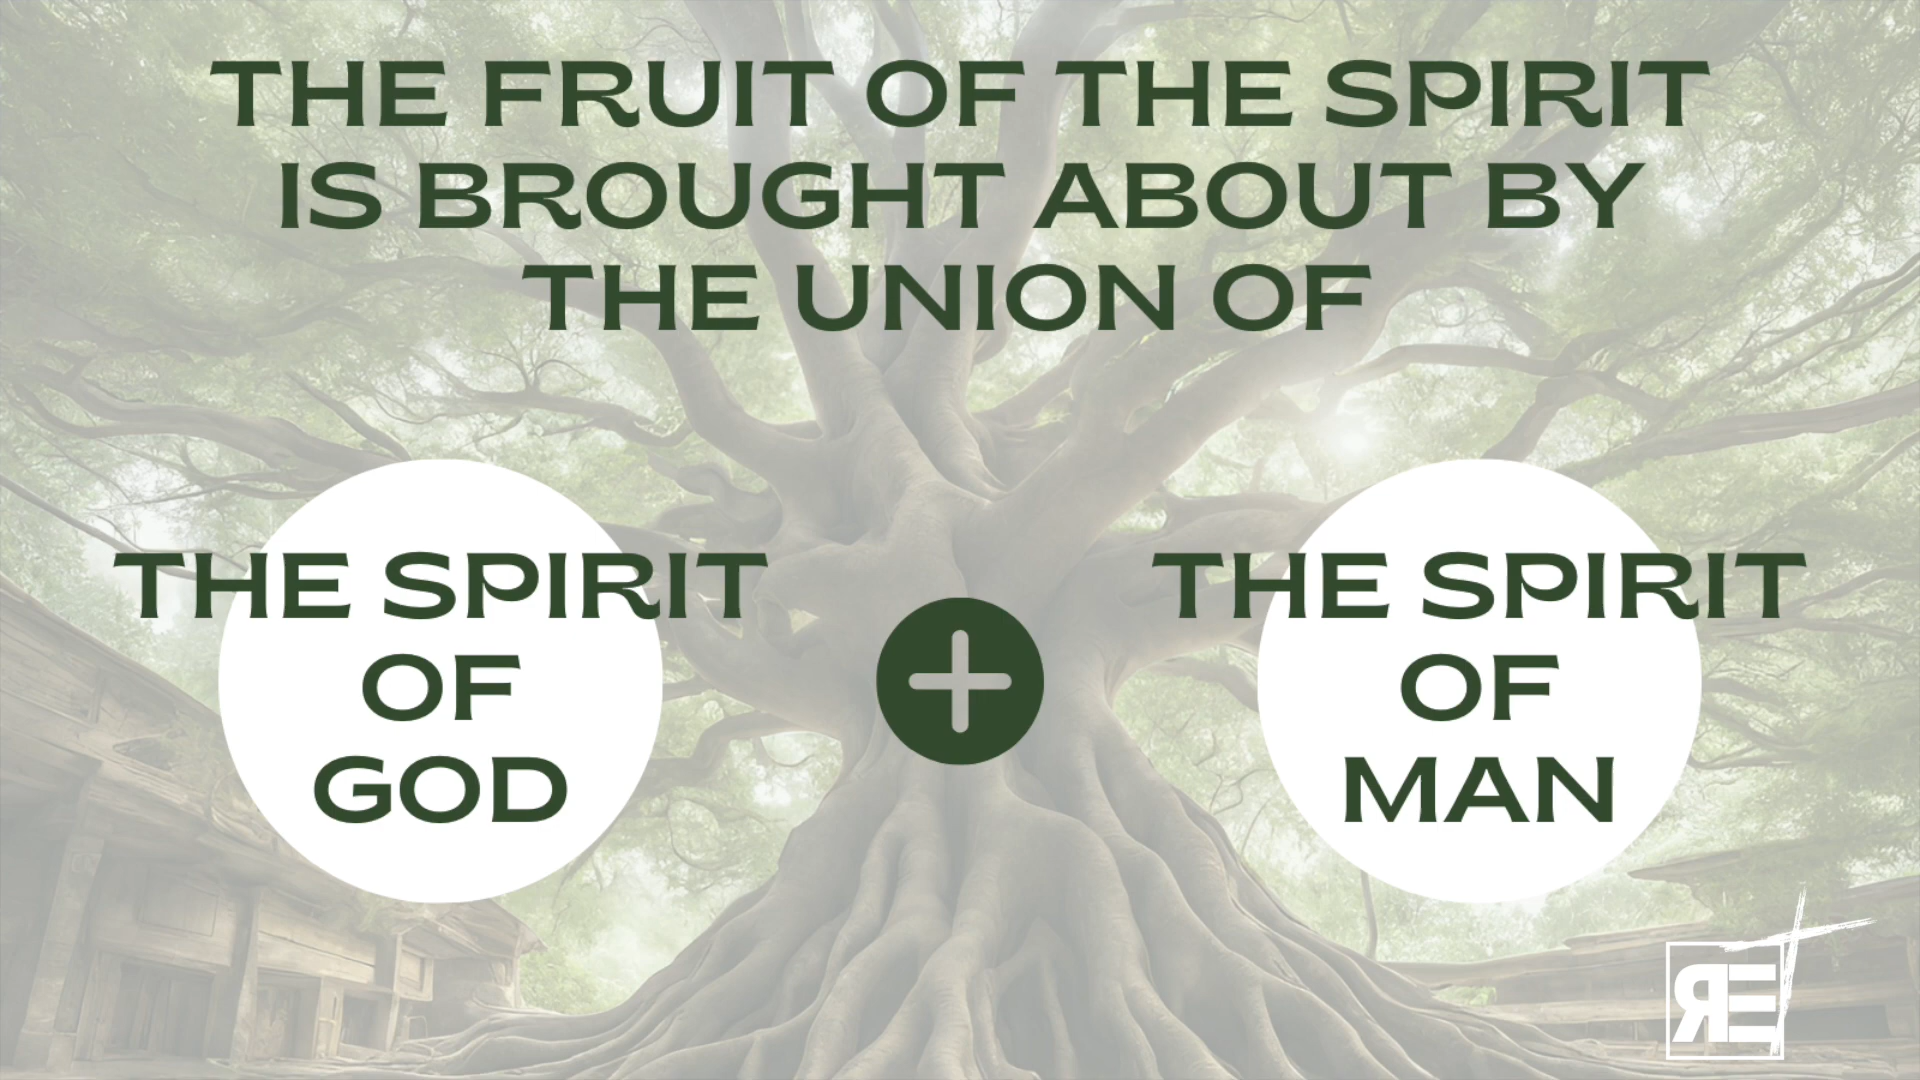 THE FRUIT OF THE SPIRIT
IS BROUGHT ABOUT BY
THE UNION OF
THE SPIRIT
OF
GOD
THE SPIRIT
OF
MAN
RE